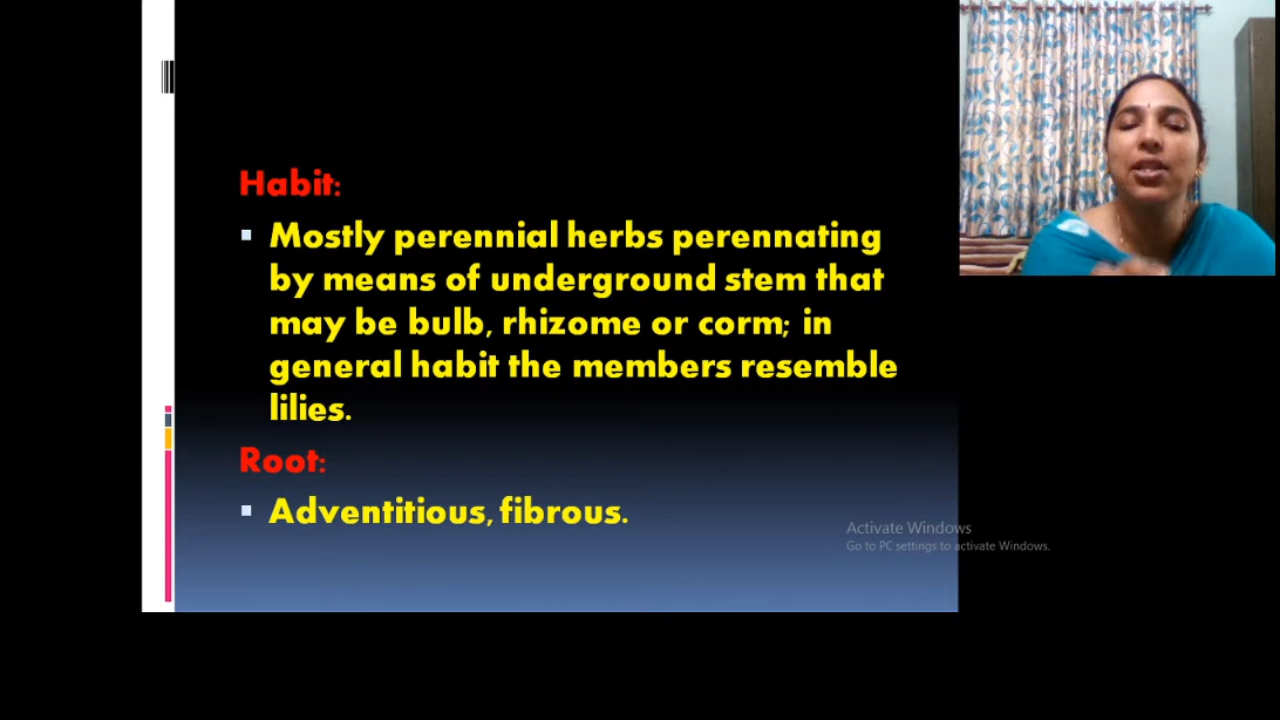 Habit:
Mostly perennial herbs perennating
by means of underground stem that
may be bulb, rhizome or corm; in
general habit the members resemble
lilies.
Root:
Adventitious, fibrous.
Activate Windows
Go to PC settings to activate Windows.